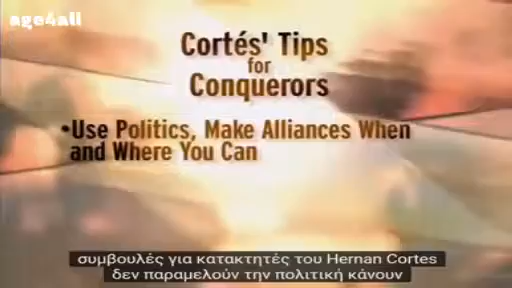 age4all
Cortés' Tips
for
Conquerors
•Use Politics, Make Alliances When
and Where You Can
συμβουλές για κατακτητές του Hernan Cortes
δεν παραμελούν την πολιτική κάνουν